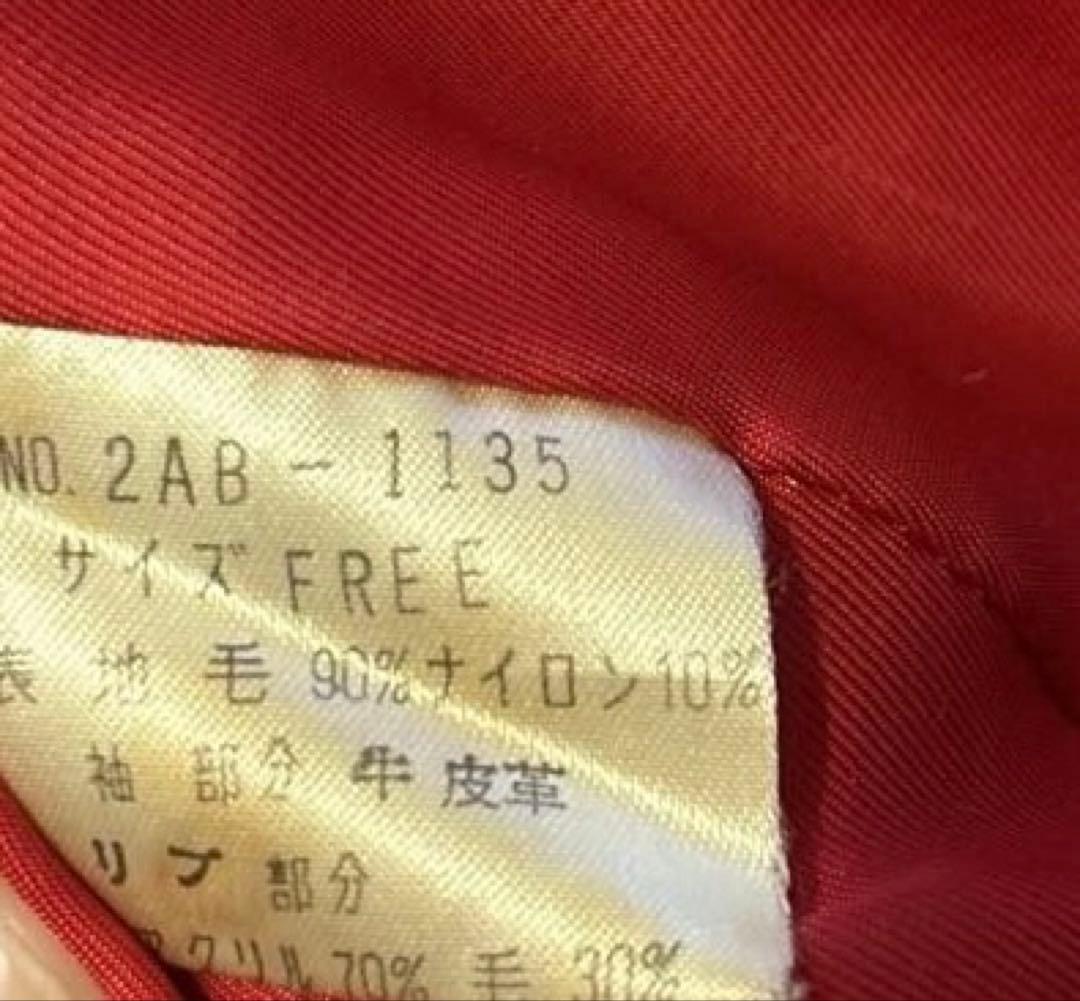 NO. 2AB-1135
サイズ FREE
表地 毛 90% ナイロン 10%
袖部分 牛皮革
リブ部分
アクリル 70% 毛 30%